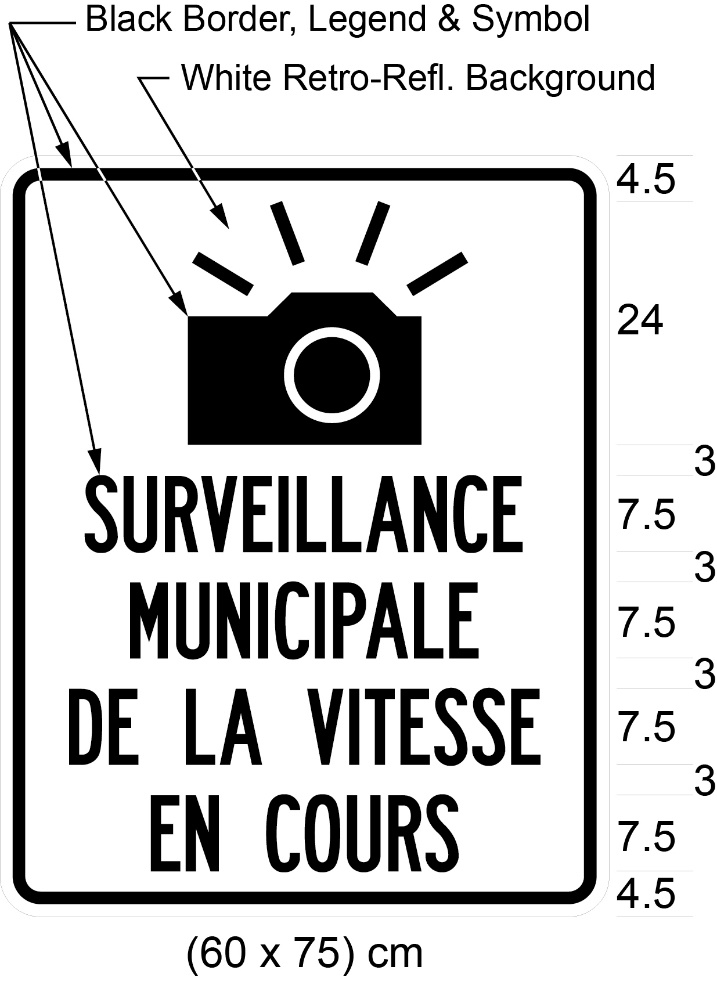 Black Border, Legend & Symbol
White Retro-Refl. Background
4.5
24
3
SURVEILLANCE
7.5
3
MUNICIPALE
7.5
3
DE LA VITESSE
7.5
3
EN COURS
7.5
4.5
(60 x 75) cm